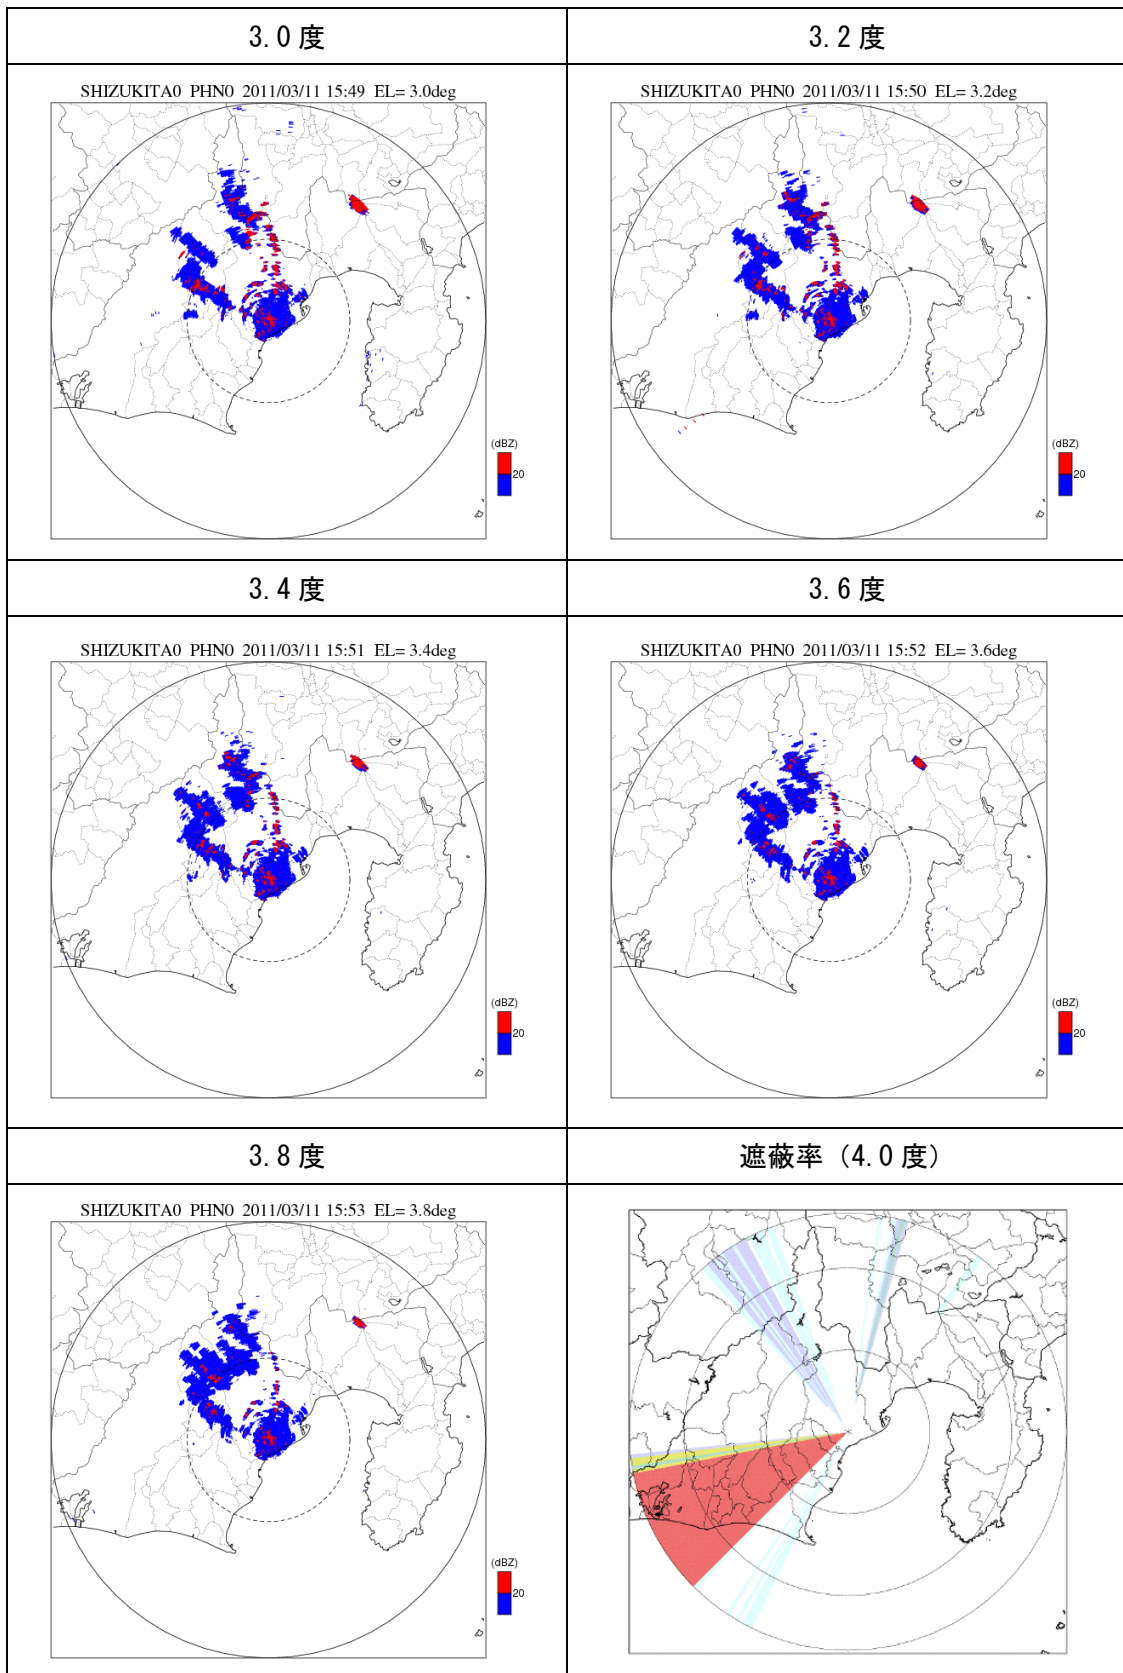 3.0度
3.2度
SHIZUKITA0 PHN0 2011/03/11 15:49 EL= 3.0deg
(dBZ)
20
SHIZUKITA0 PHN0 2011/03/11 15:50 EL= 3.2deg
(dBZ)
20
3.4度
3.6度
SHIZUKITA0 PHN0 2011/03/11 15:51 EL= 3.4deg
(dBZ)
20
SHIZUKITA0 PHN0 2011/03/11 15:52 EL= 3.6deg
(dBZ)
20
3.8度
遮蔽率（4.0度）
SHIZUKITA0 PHN0 2011/03/11 15:53 EL= 3.8deg
(dBZ)
20